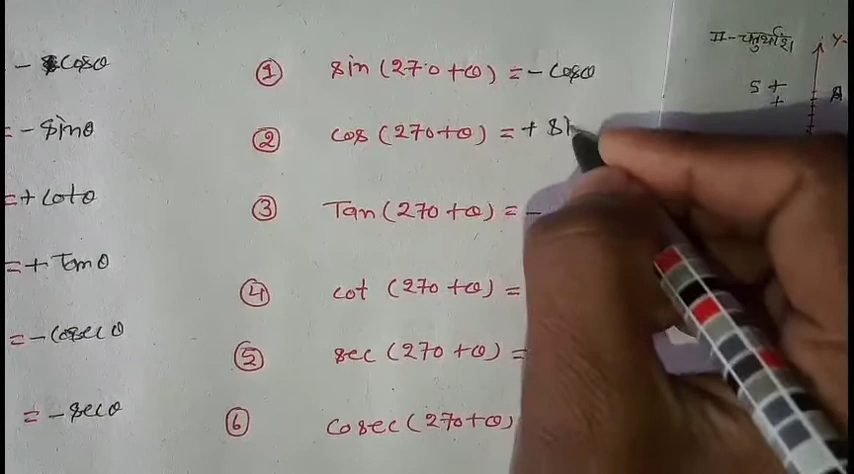 - cosθ ① sin(270+θ) = - cosθ II-चतुर्थांश Y-
= - sinθ ② cos(270+θ) = + si S +
+
= + cotθ ③ Tan(270+θ) = -
= + Tanθ ④ cot (270+θ) =
= - cosecθ ⑤ sec (270+θ) =
= - secθ ⑥ cosec(270+θ)